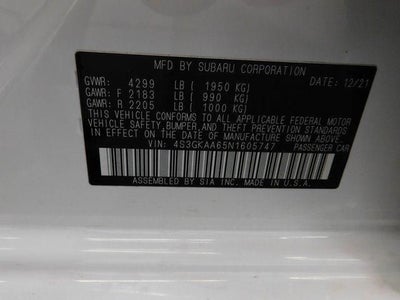 MFD BY SUBARU CORPORATION
DATE: 12/21
GVWR: 4299 LB ( 1950 KG)
GAWR: F 2183 LB ( 990 KG)
GAWR: R 2205 LB ( 1000 KG)
THIS VEHICLE CONFORMS TO ALL APPLICABLE FEDERAL MOTOR
VEHICLE SAFETY, BUMPER, AND THEFT PREVENTION STANDARDS
IN EFFECT ON THE DATE OF MANUFACTURE SHOWN ABOVE
VIN: 4S3GKAA65N1605747 PASSENGER CAR
ASSEMBLED BY SIA INC. MADE IN U.S.A.